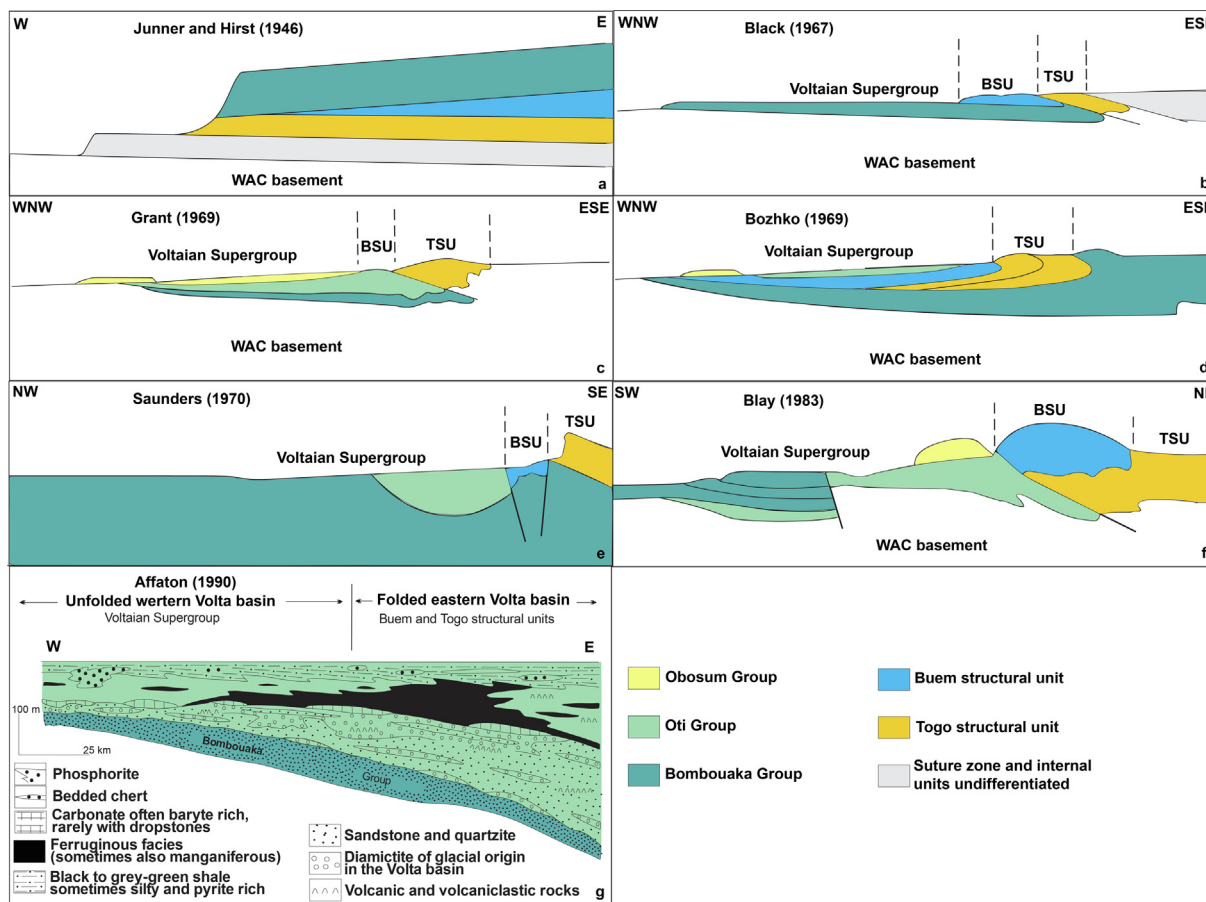 W
Junner and Hirst (1946)
E
WAC basement
a
WNW
Black (1967)
ESE
Voltaian Supergroup
BSU
TSU
WAC basement
b
WNW
Grant (1969)
ESE
Voltaian Supergroup
BSU
TSU
WAC basement
c
WNW
Bozhko (1969)
Voltaian Supergroup
TSU
WAC basement
d
NW
Saunders (1970)
SE
Voltaian Supergroup
BSU
TSU
e
SW
Blay (1983)
Voltaian Supergroup
BSU
TSU
WAC basement
f
Affaton (1990)
Unfolded wertern Volta basin
Voltaian Supergroup
Folded eastern Volta basin
Buem and Togo structural units
W
E
100 m
25 km
Bombouaka
Group
Phosphorite
Bedded chert
Carbonate often baryte rich,
rarely with dropstones
Ferruginous facies
(sometimes also manganiferous)
Black to grey-green shale
sometimes silty and pyrite rich
Sandstone and quartzite
Diamictite of glacial origin
in the Volta basin
Volcanic and volcaniclastic rocks
g
Obosum Group
Oti Group
Bombouaka Group
Buem structural unit
Togo structural unit
Suture zone and internal
units undifferentiated